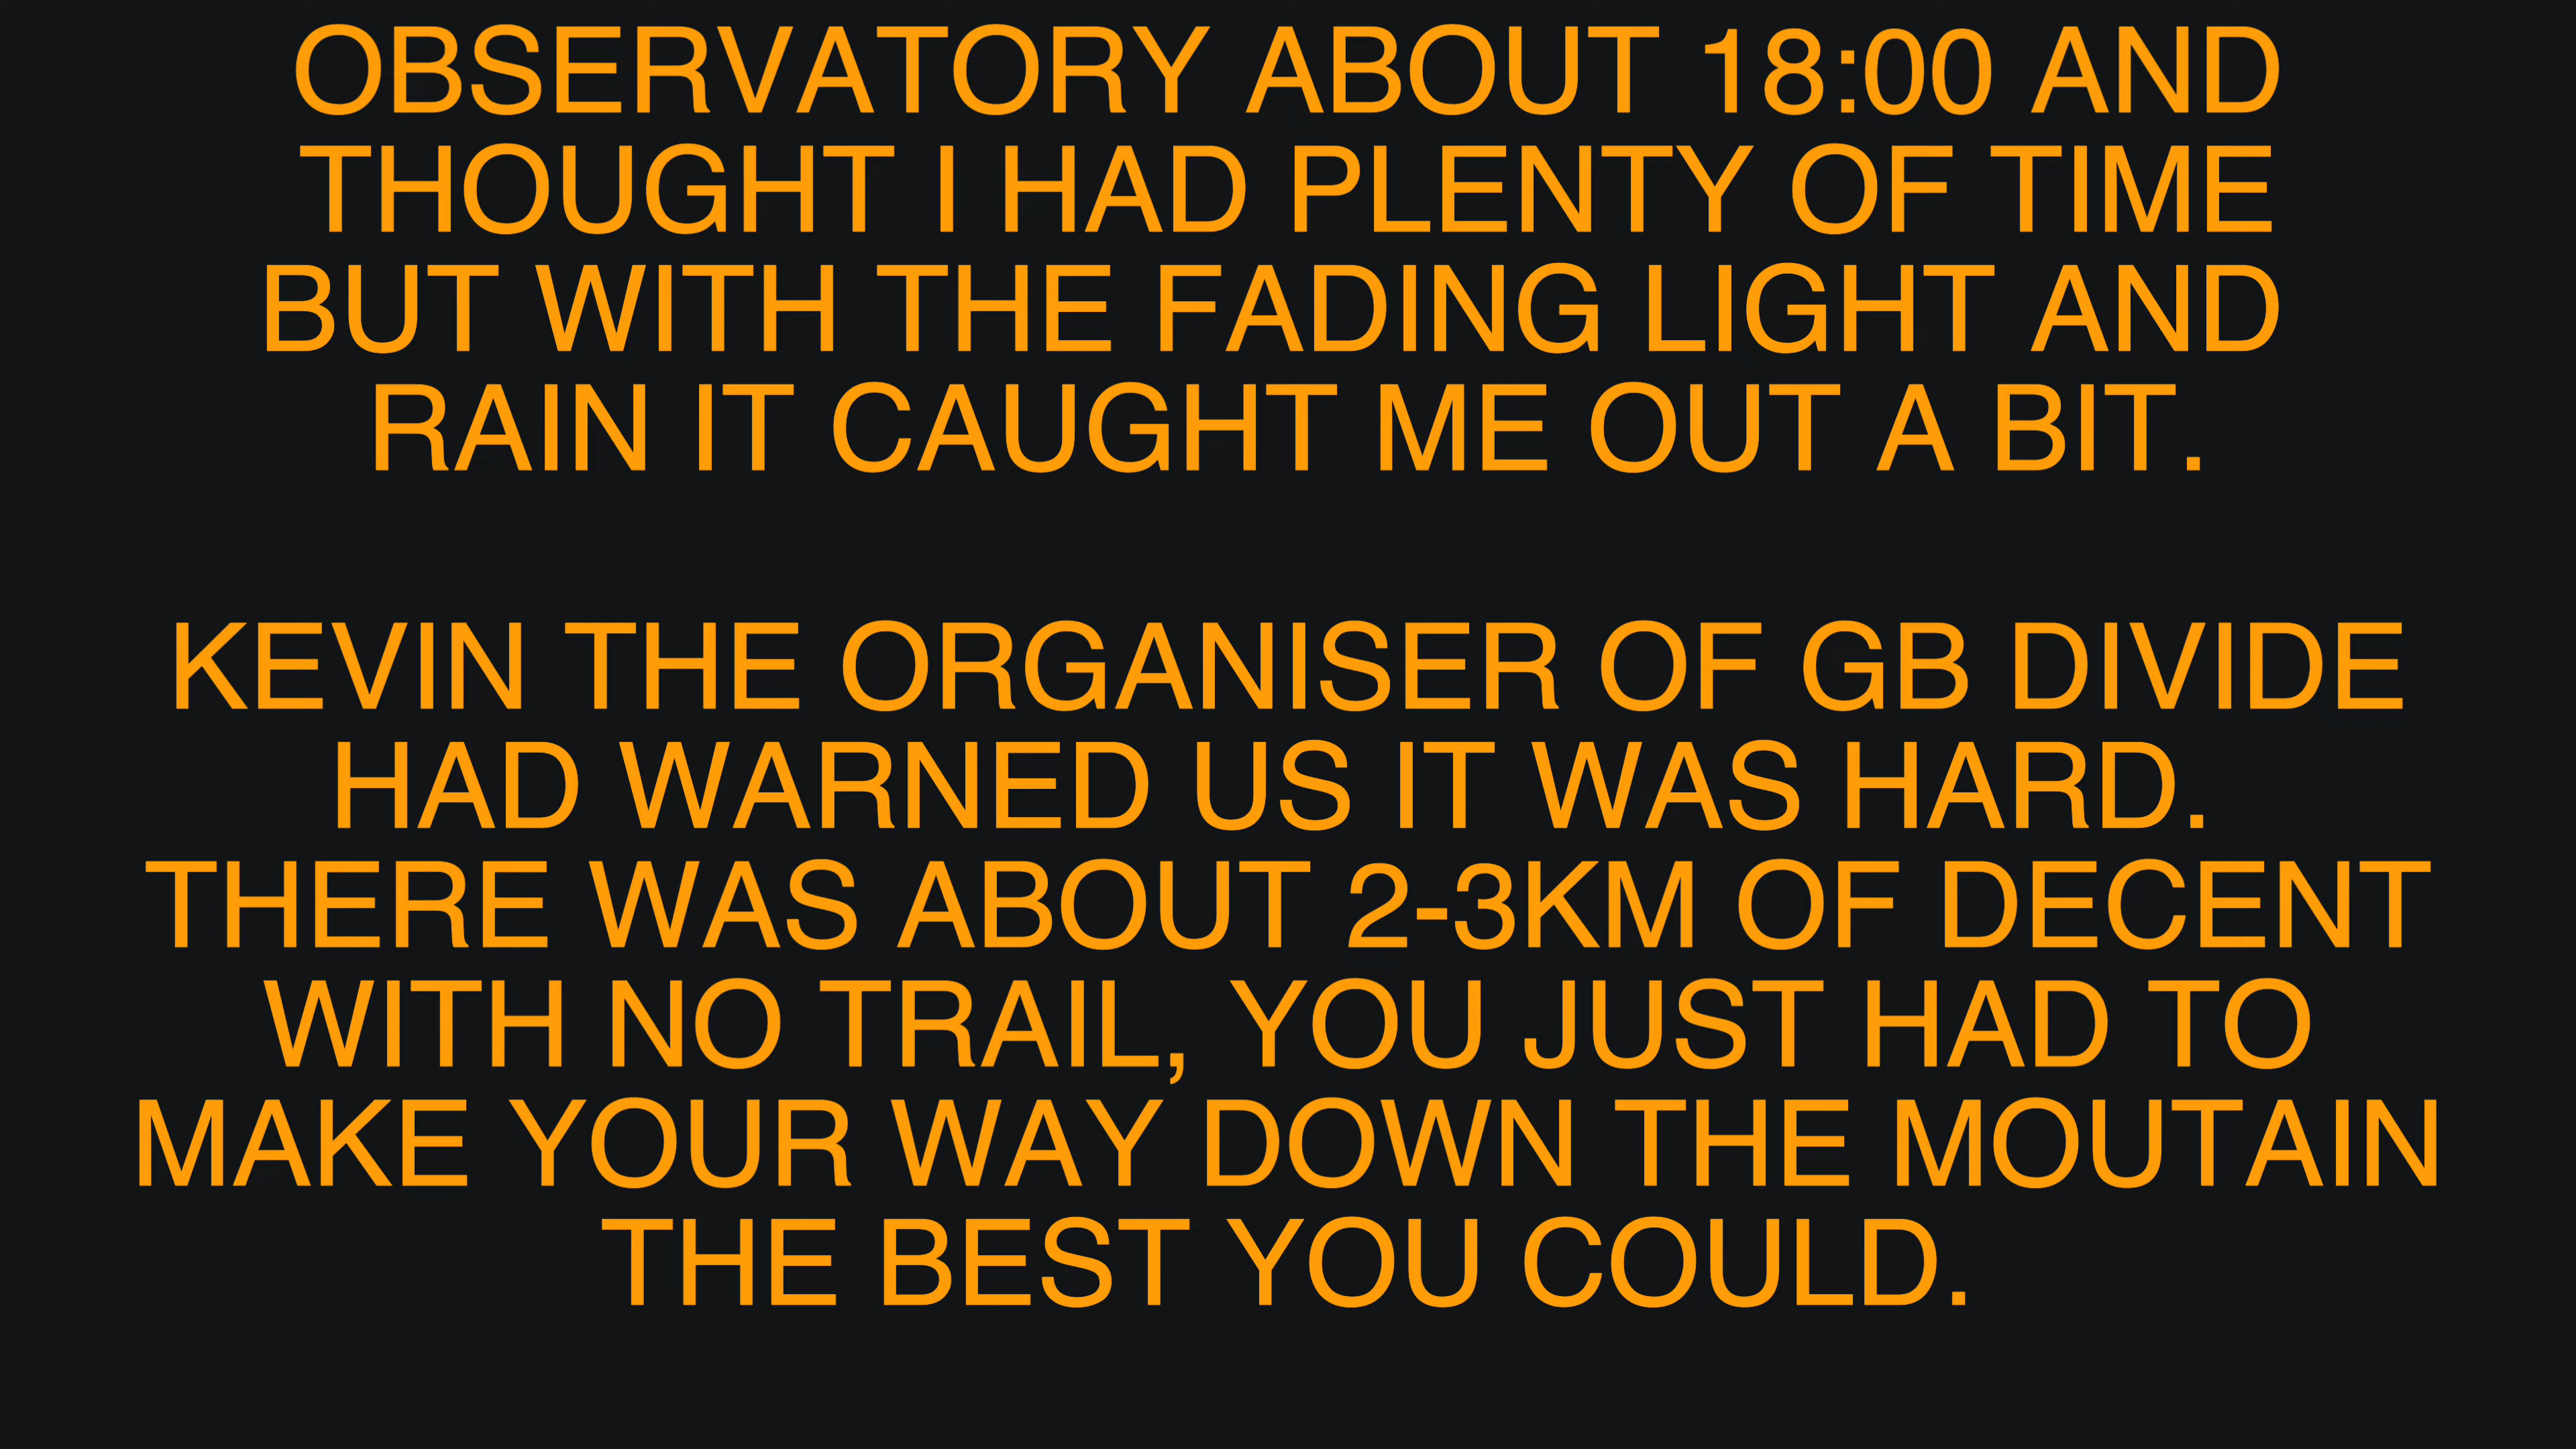 OBSERVATORY ABOUT 18:00 AND
THOUGHT I HAD PLENTY OF TIME
BUT WITH THE FADING LIGHT AND
RAIN IT CAUGHT ME OUT A BIT.
KEVIN THE ORGANISER OF GB DIVIDE
HAD WARNED US IT WAS HARD.
THERE WAS ABOUT 2-3KM OF DECENT
WITH NO TRAIL, YOU JUST HAD TO
MAKE YOUR WAY DOWN THE MOUTAIN
THE BEST YOU COULD.